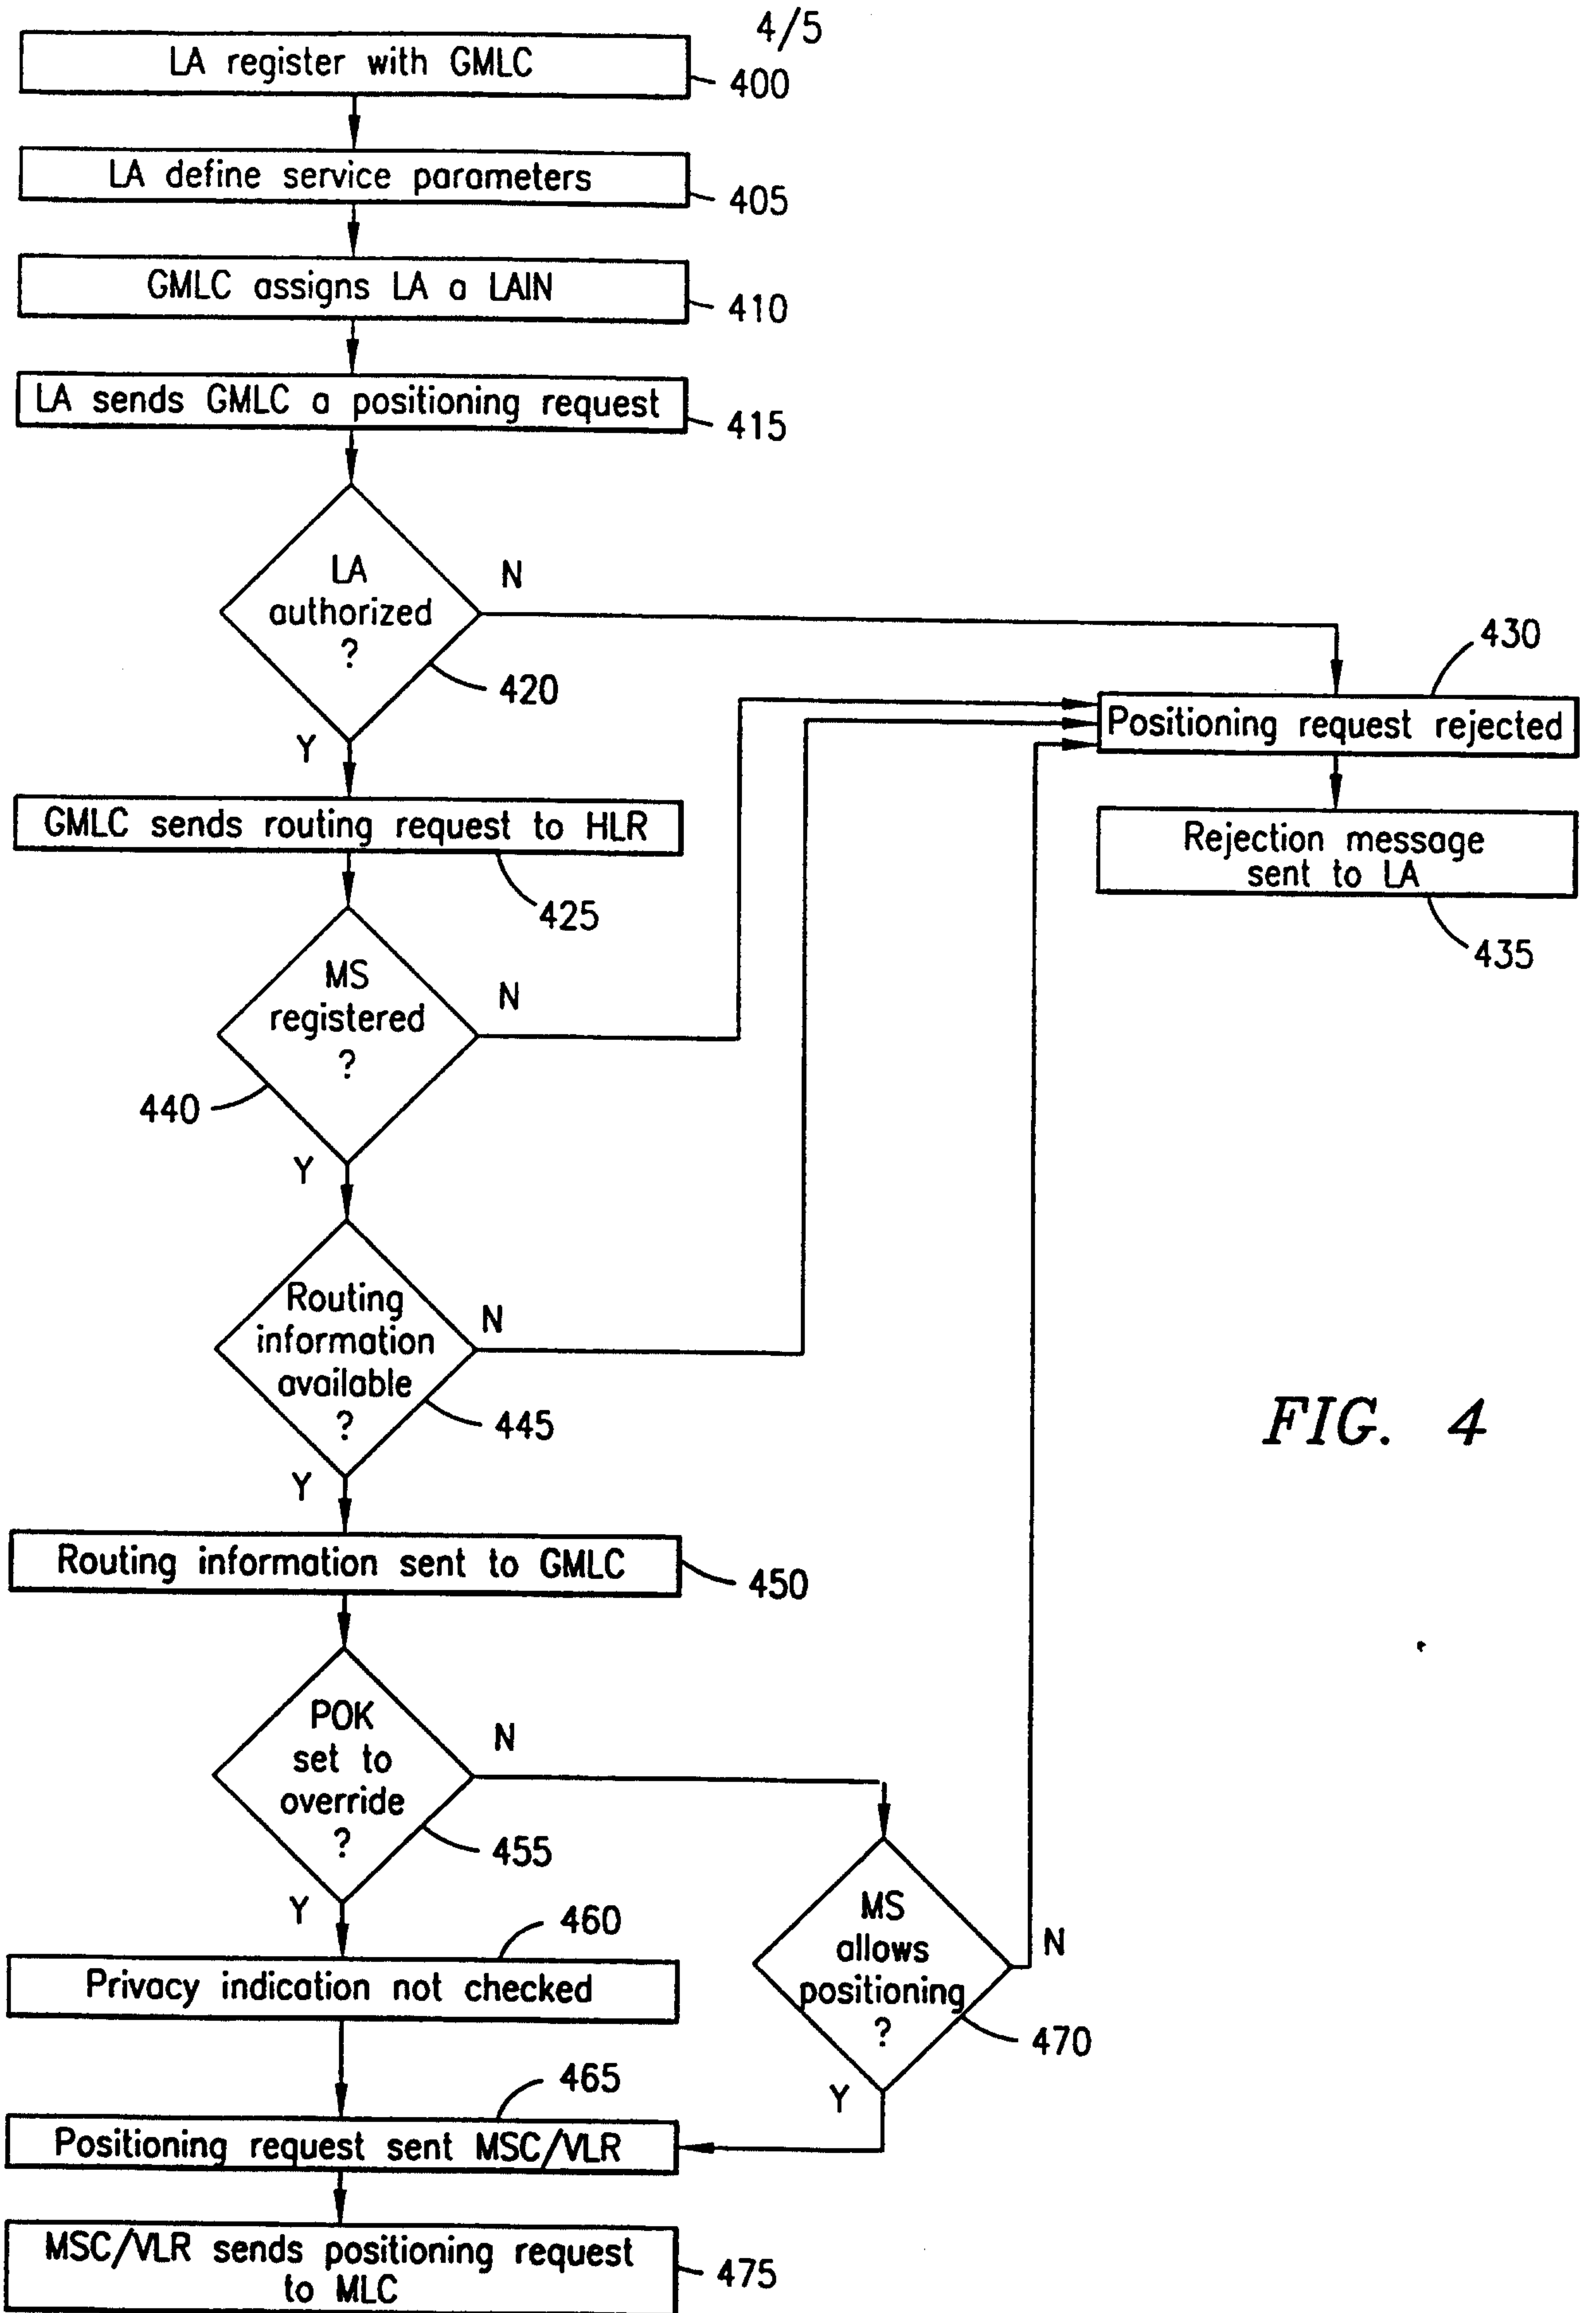 4/5
LA register with GMLC
400
LA define service parameters
405
GMLC assigns LA a LAIN
410
LA sends GMLC a positioning request
415
LA
authorized
?
N
420
Y
430
Positioning request rejected
Rejection message
sent to LA
435
GMLC sends routing request to HLR
425
MS
registered
?
N
440
Y
Routing
information
available
?
N
445
Y
FIG. 4
Routing information sent to GMLC
450
POK
set to
override
?
N
455
Y
460
Privacy indication not checked
MS
allows
positioning
?
N
470
Y
465
Positioning request sent MSC/VLR
MSC/VLR sends positioning request
to MLC
475